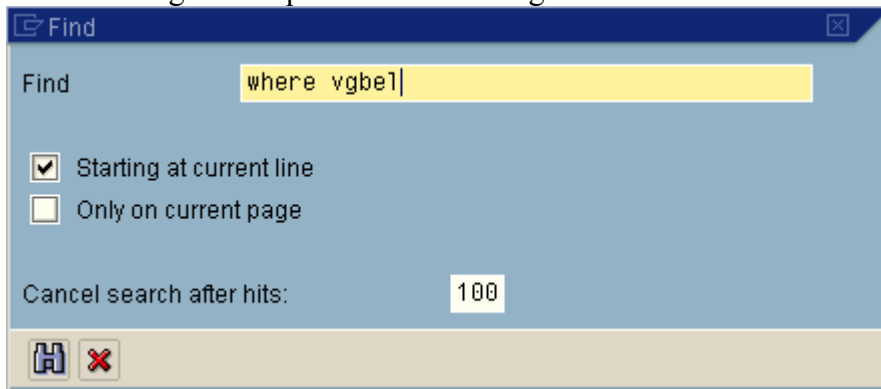 Find
Find where vgbel
Starting at current line
Only on current page
Cancel search after hits: 100